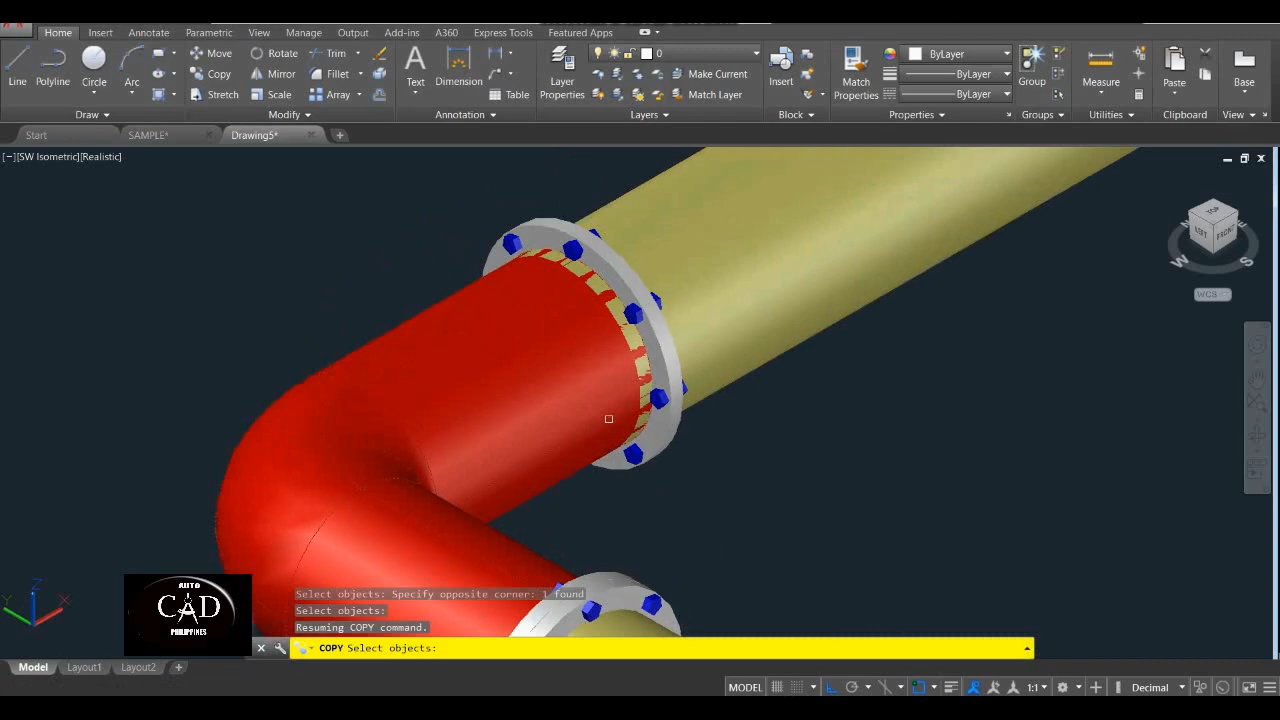 Home Insert Annotate Parametric View Manage Output Add-ins A360 Express Tools Featured Apps
Move Rotate Trim 0 ByLayer
Copy Mirror Fillet Make Current ByLayer
Line Polyline Circle Arc Text Dimension Layer Properties Insert Match Properties Group Measure Paste Base
Stretch Scale Array Table Match Layer ByLayer
Draw Modify Annotation Layers Block Properties Groups Utilities Clipboard View
Start SAMPLE* Drawing5*
[−][SW Isometric][Realistic]
TOP
LEFT FRONT
W S
WCS
Z
Y X
AUTO
CAD
PHILIPPINES
Select objects: Specify opposite corner: 1 found
Select objects:
Resuming COPY command.
COPY Select objects:
Model Layout1 Layout2
MODEL 1:1 Decimal